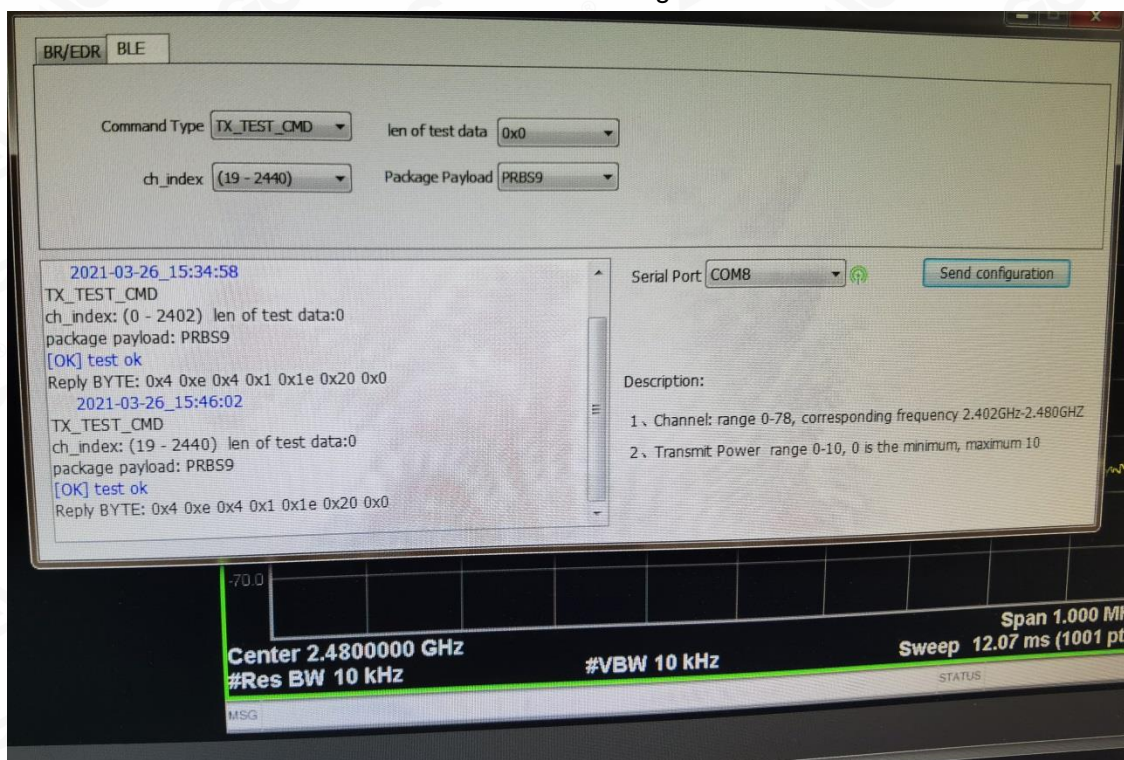 BR/EDR BLE
Command Type TX_TEST_CMD len of test data 0x0
ch_index (19 - 2440) Package Payload PRBS9
2021-03-26_15:34:58
TX_TEST_CMD
ch_index: (0 - 2402) len of test data:0
package payload: PRBS9
[OK] test ok
Reply BYTE: 0x4 0xe 0x4 0x1 0x1e 0x20 0x0
2021-03-26_15:46:02
TX_TEST_CMD
ch_index: (19 - 2440) len of test data:0
package payload: PRBS9
[OK] test ok
Reply BYTE: 0x4 0xe 0x4 0x1 0x1e 0x20 0x0
Serial Port COM8 Send configuration
Description:
1、Channel: range 0-78, corresponding frequency 2.402GHz-2.480GHZ
2、Transmit Power range 0-10, 0 is the minimum, maximum 10
-70.0
Center 2.4800000 GHz
#Res BW 10 kHz
#VBW 10 kHz
Span 1.000 M
Sweep 12.07 ms (1001 pt
MSG
STATUS